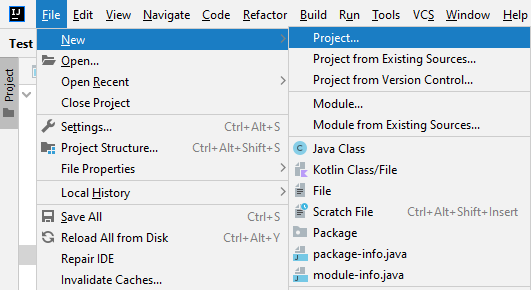 IJ
File Edit View Navigate Code Refactor Build Run Tools VCS Window Help
Test
Project
New
Open...
Open Recent
Close Project
Settings... Ctrl+Alt+S
Project Structure... Ctrl+Alt+Shift+S
File Properties
Local History
Save All Ctrl+S
Reload All from Disk Ctrl+Alt+Y
Repair IDE
Invalidate Caches...
Project...
Project from Existing Sources...
Project from Version Control...
Module...
Module from Existing Sources...
Java Class
Kotlin Class/File
File
Scratch File Ctrl+Alt+Shift+Insert
Package
package-info.java
module-info.java